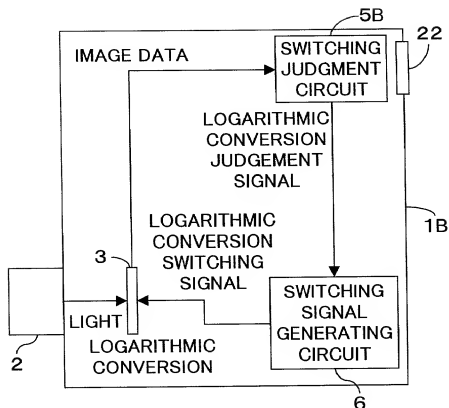 5B
22
IMAGE DATA
SWITCHING
JUDGMENT
CIRCUIT
LOGARITHMIC
CONVERSION
JUDGEMENT
SIGNAL
1B
LOGARITHMIC
CONVERSION
SWITCHING
SIGNAL
3
LIGHT
2
LOGARITHMIC
CONVERSION
SWITCHING
SIGNAL
GENERATING
CIRCUIT
6